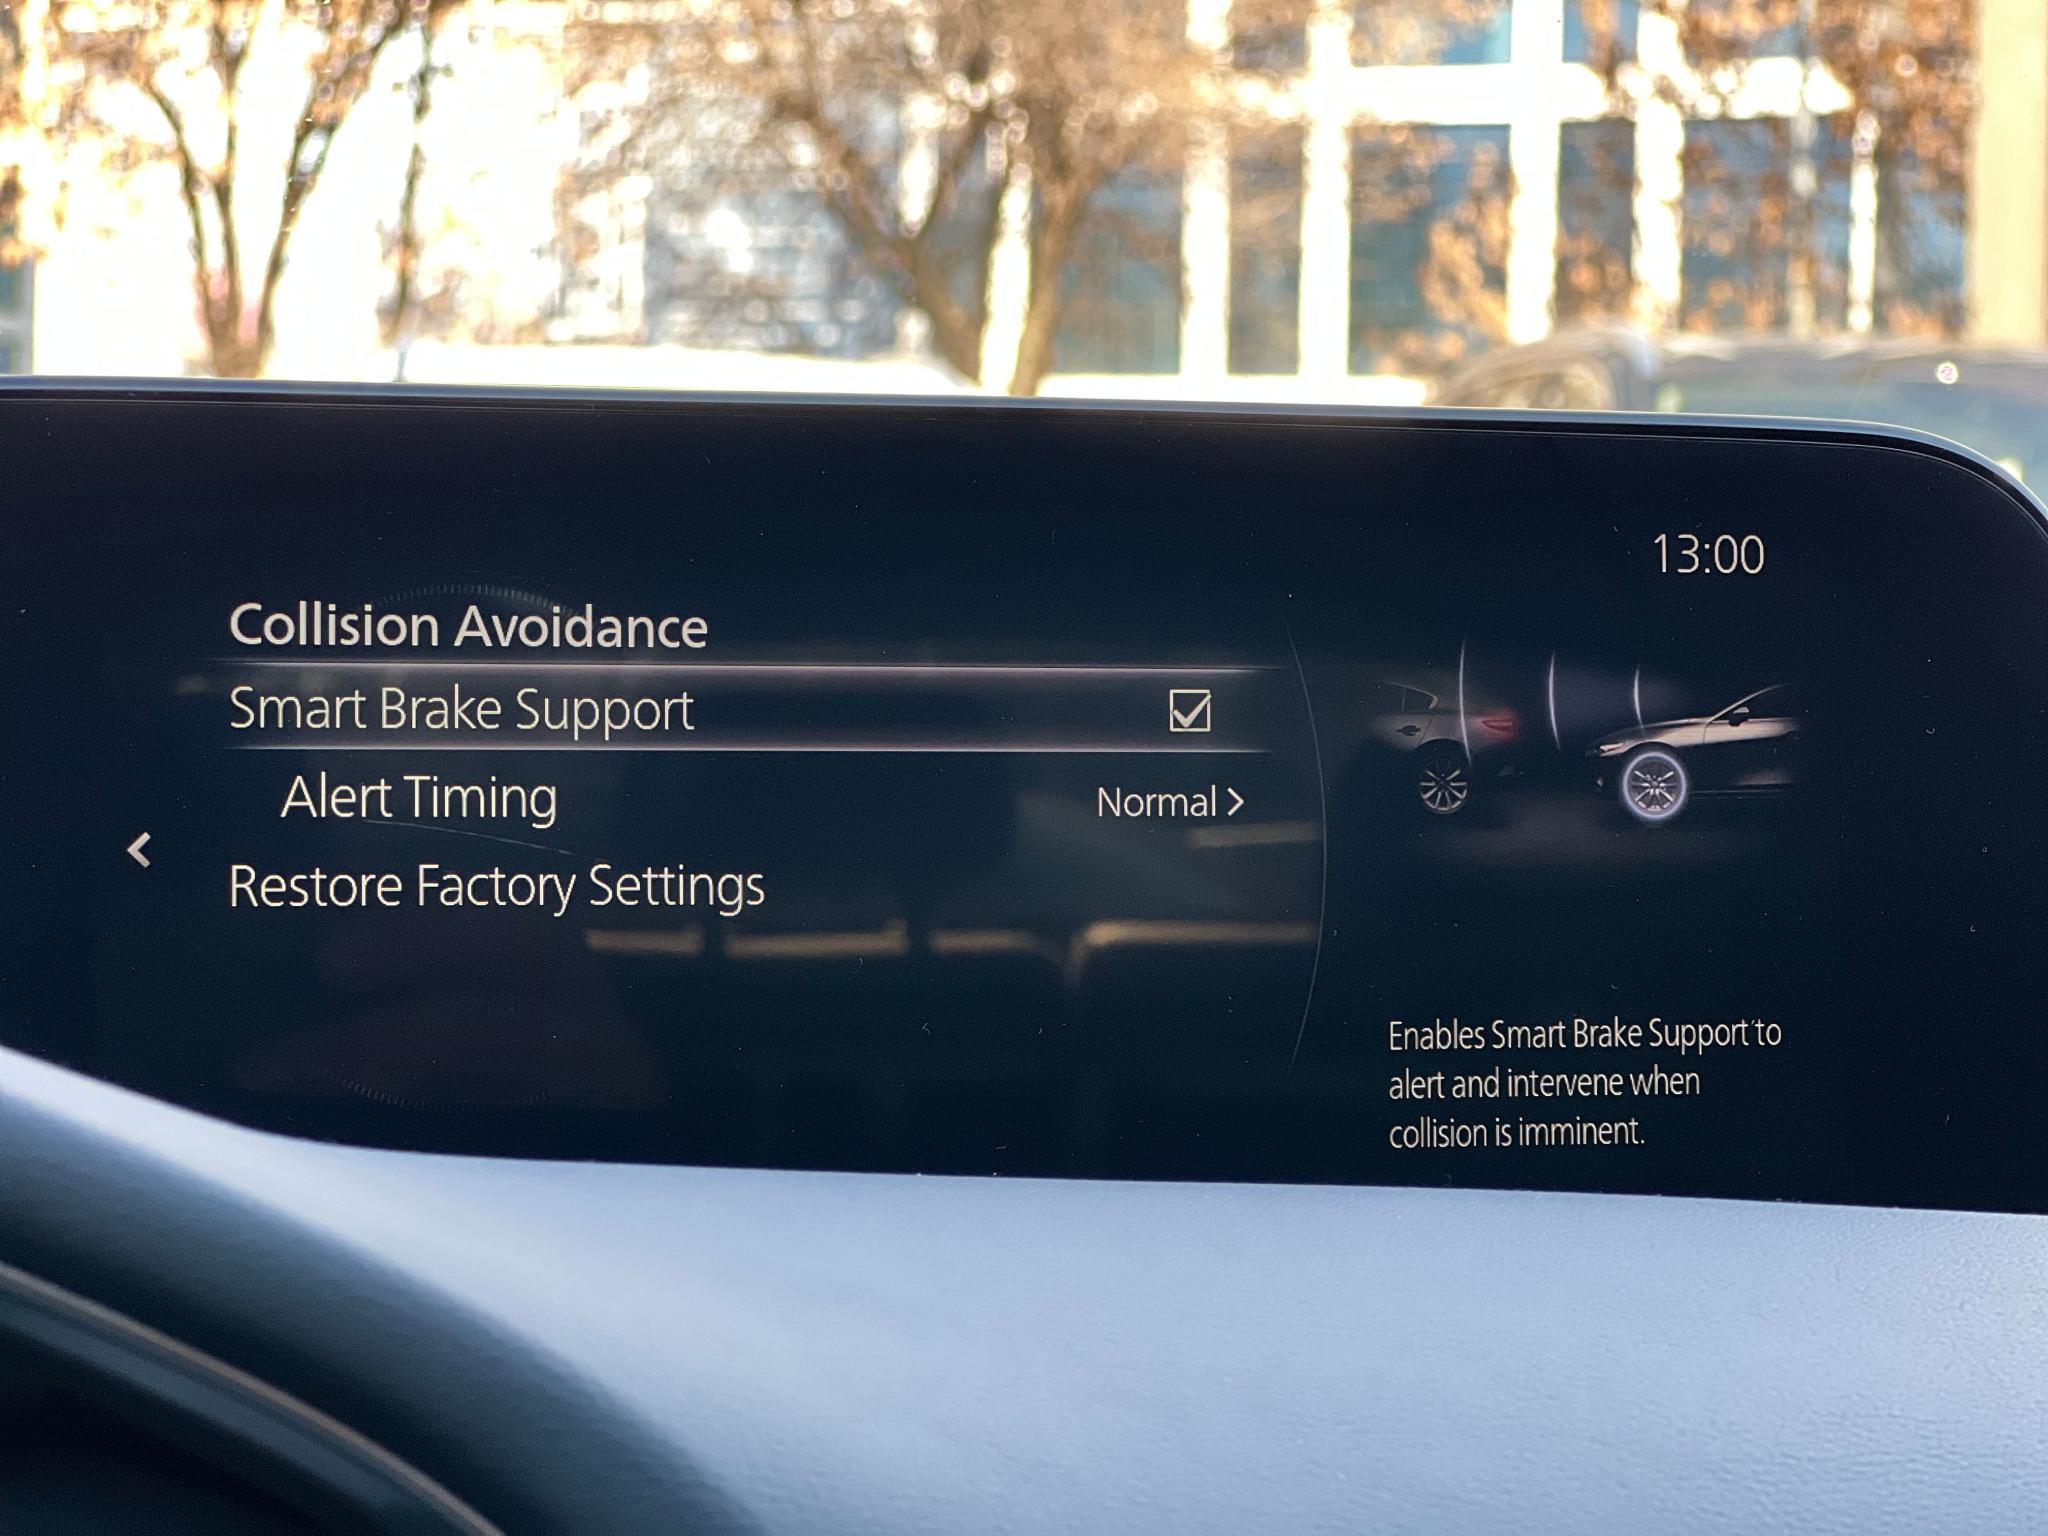 13:00
Collision Avoidance
Smart Brake Support
Alert Timing Normal
Restore Factory Settings
Enables Smart Brake Support to
alert and intervene when
collision is imminent.